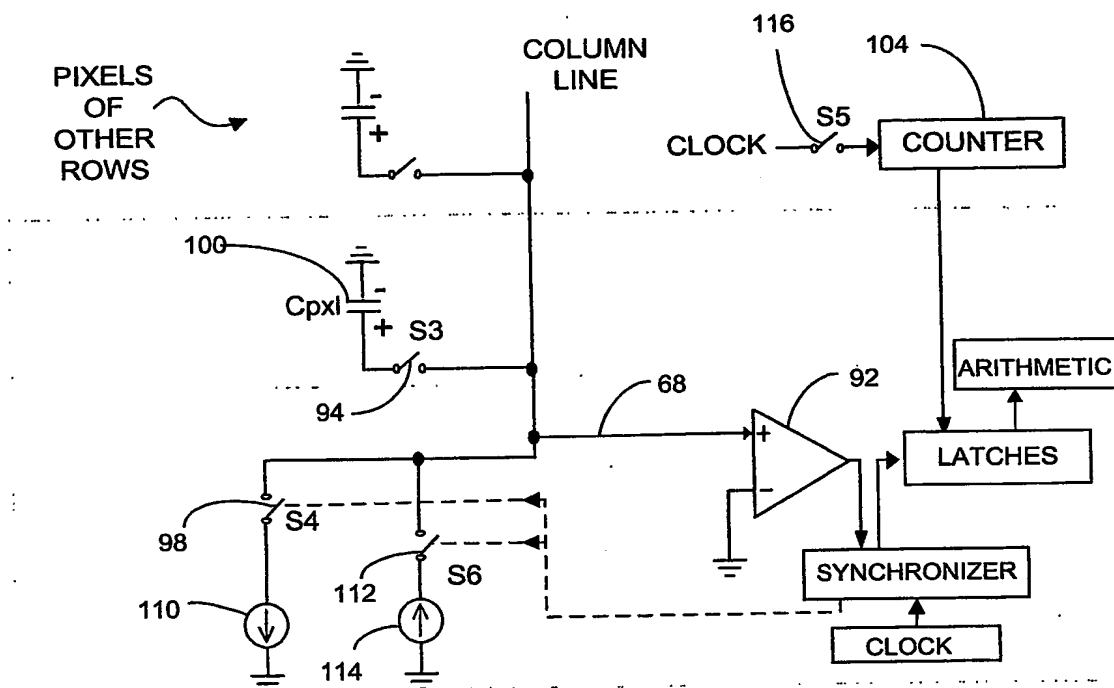 PIXELS
OF
OTHER
ROWS
-
+
COLUMN
LINE
116
104
S5
CLOCK
COUNTER
100
-
Cpxl
+
S3
94
68
92
+
-
ARITHMETIC
LATCHES
98
S4
112
S6
110
114
SYNCHRONIZER
CLOCK